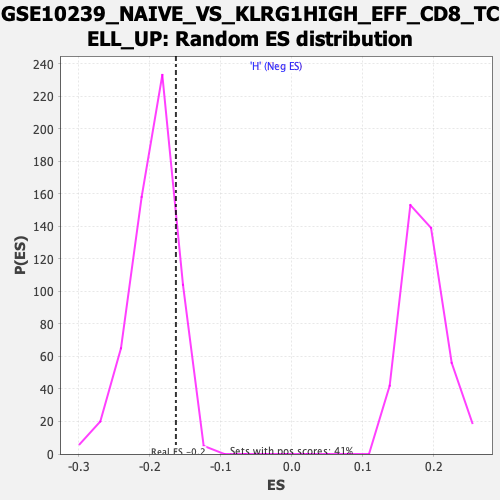 GSE10239_NAIVE_VS_KLRG1HIGH_EFF_CD8_TC
ELL_UP: Random ES distribution
'H' (Neg ES)
240
220
200
180
160
140
120
100
80
60
40
20
0
P(ES)
Real ES -0.2
Sets with pos scores: 41%
-0.3
-0.2
-0.1
0.0
0.1
0.2
ES